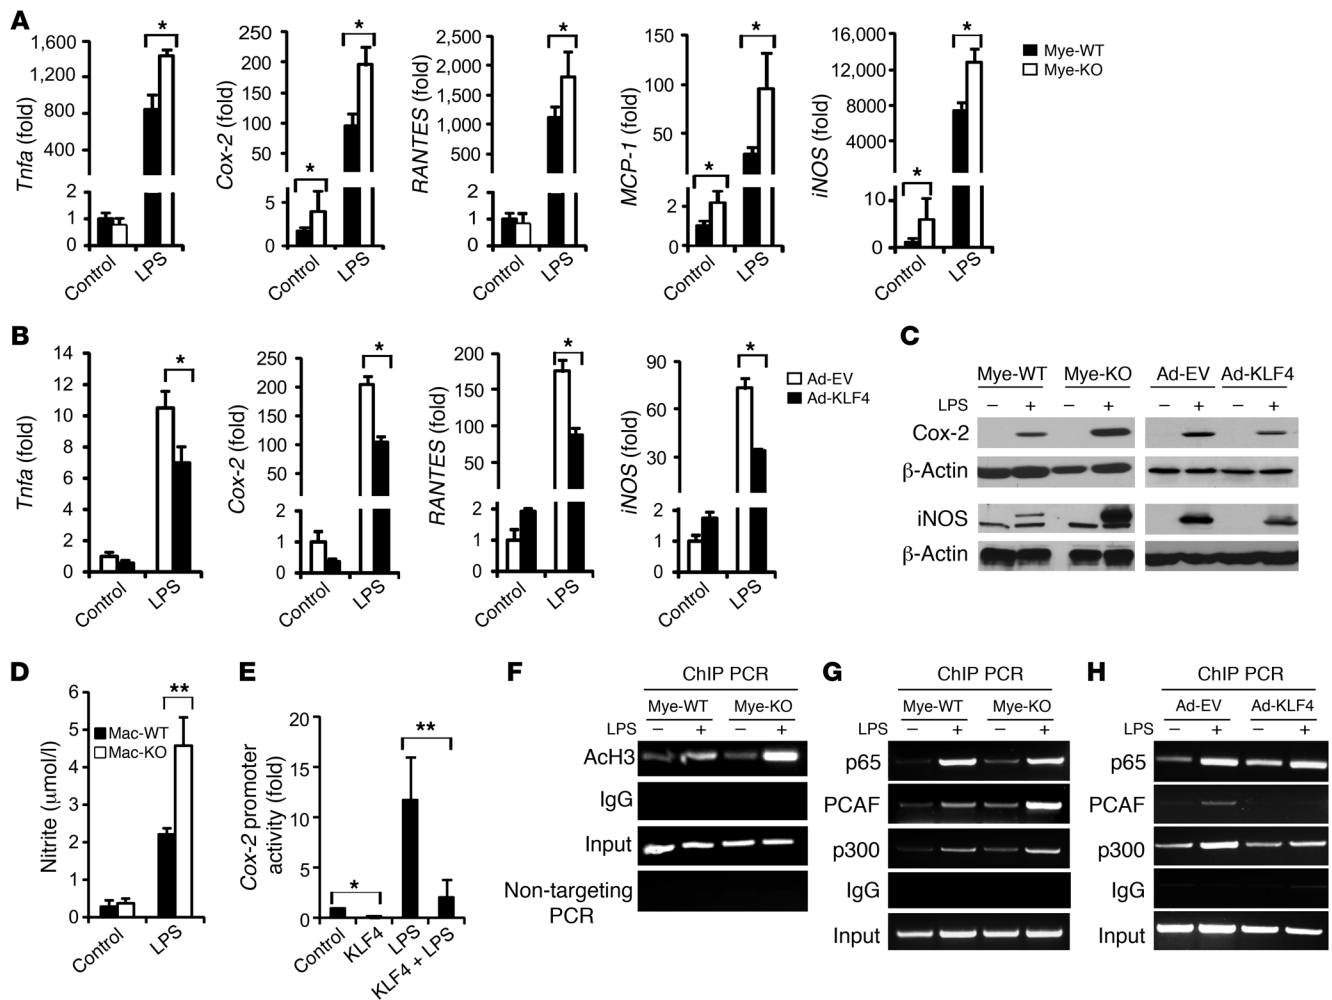 A
Tnfa (fold)
1,600
1,200
800
400
2
1
0
Control
LPS
*
Cox-2 (fold)
250
200
150
100
50
5
0
Control
LPS
*
*
RANTES (fold)
2,500
2,000
1,500
1,000
500
2
1
0
Control
LPS
*
MCP-1 (fold)
150
100
50
2
0
Control
LPS
*
*
iNOS (fold)
16,000
12,000
8000
4000
10
0
Control
LPS
*
*
Mye-WT
Mye-KO
B
Tnfa (fold)
14
12
10
8
6
4
2
0
Control
LPS
*
Cox-2 (fold)
250
200
150
100
50
2
1
0
Control
LPS
*
RANTES (fold)
200
150
100
50
2
1
0
Control
LPS
*
iNOS (fold)
90
60
30
2
1
0
Control
LPS
*
Ad-EV
Ad-KLF4
C
Mye-WT Mye-KO Ad-EV Ad-KLF4
LPS – + – + – + – +
Cox-2
β-Actin
iNOS
β-Actin
D
Nitrite (μmol/l)
6
5
4
3
2
1
0
Control
LPS
**
Mac-WT
Mac-KO
E
Cox-2 promoter
activity (fold)
20
15
10
5
0
Control
KLF4
LPS
KLF4 + LPS
*
**
F
ChIP PCR
Mye-WT Mye-KO
LPS – + – +
AcH3
IgG
Input
Non-targeting
PCR
G
ChIP PCR
Mye-WT Mye-KO
LPS – + – +
p65
PCAF
p300
IgG
Input
H
ChIP PCR
Ad-EV Ad-KLF4
LPS – + – +
p65
PCAF
p300
IgG
Input